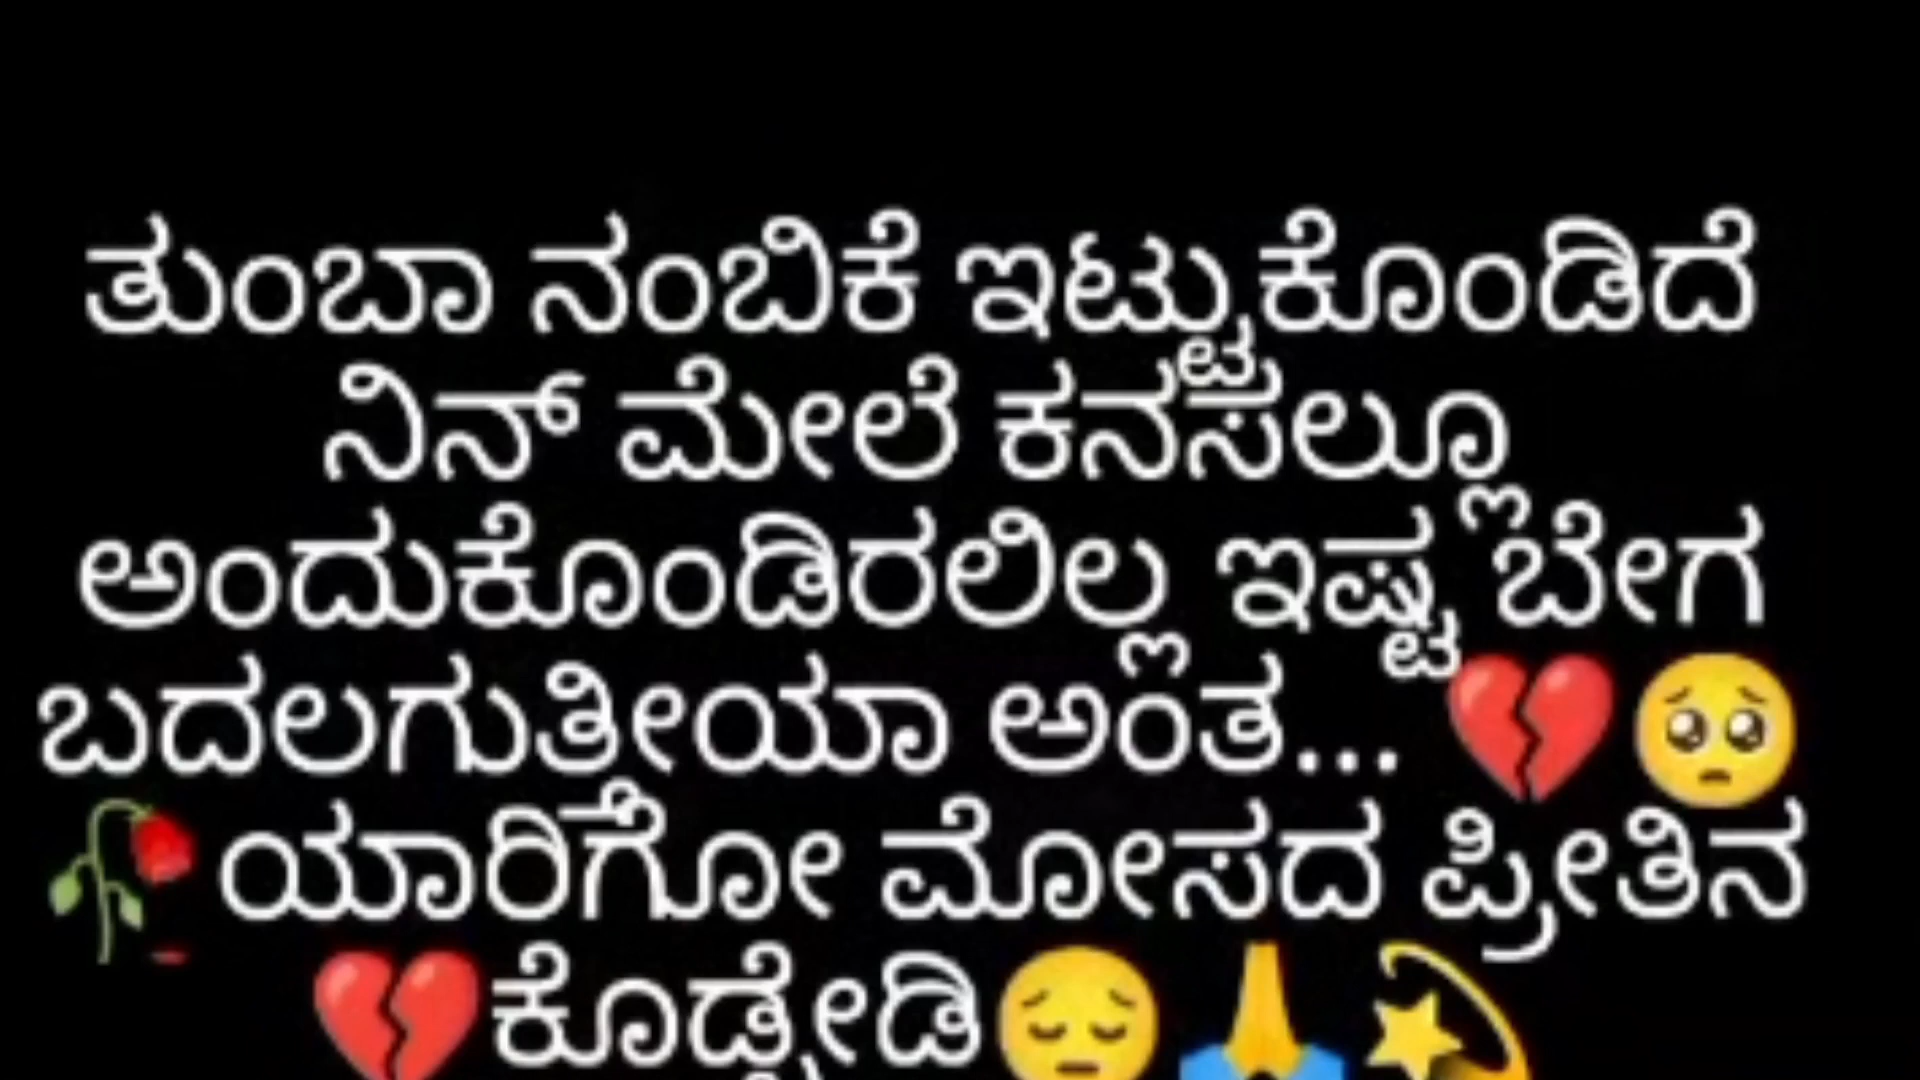 ತುಂಬಾ ನಂಬಿಕೆ ಇಟ್ಟುಕೊಂಡಿದೆ
ನಿನ್ ಮೇಲೆ ಕನಸಲ್ಲೂ
ಅಂದುಕೊಂಡಿರಲಿಲ್ಲ ಇಷ್ಟು ಬೇಗ
ಬದಲಗುತ್ತೀಯಾ ಅಂತ... 💔🥺
🥀ಯಾರಿಗೋ ಮೋಸದ ಪ್ರೀತಿನ
💔ಕೊಡ್ಬೇಡಿ😔🙏💫